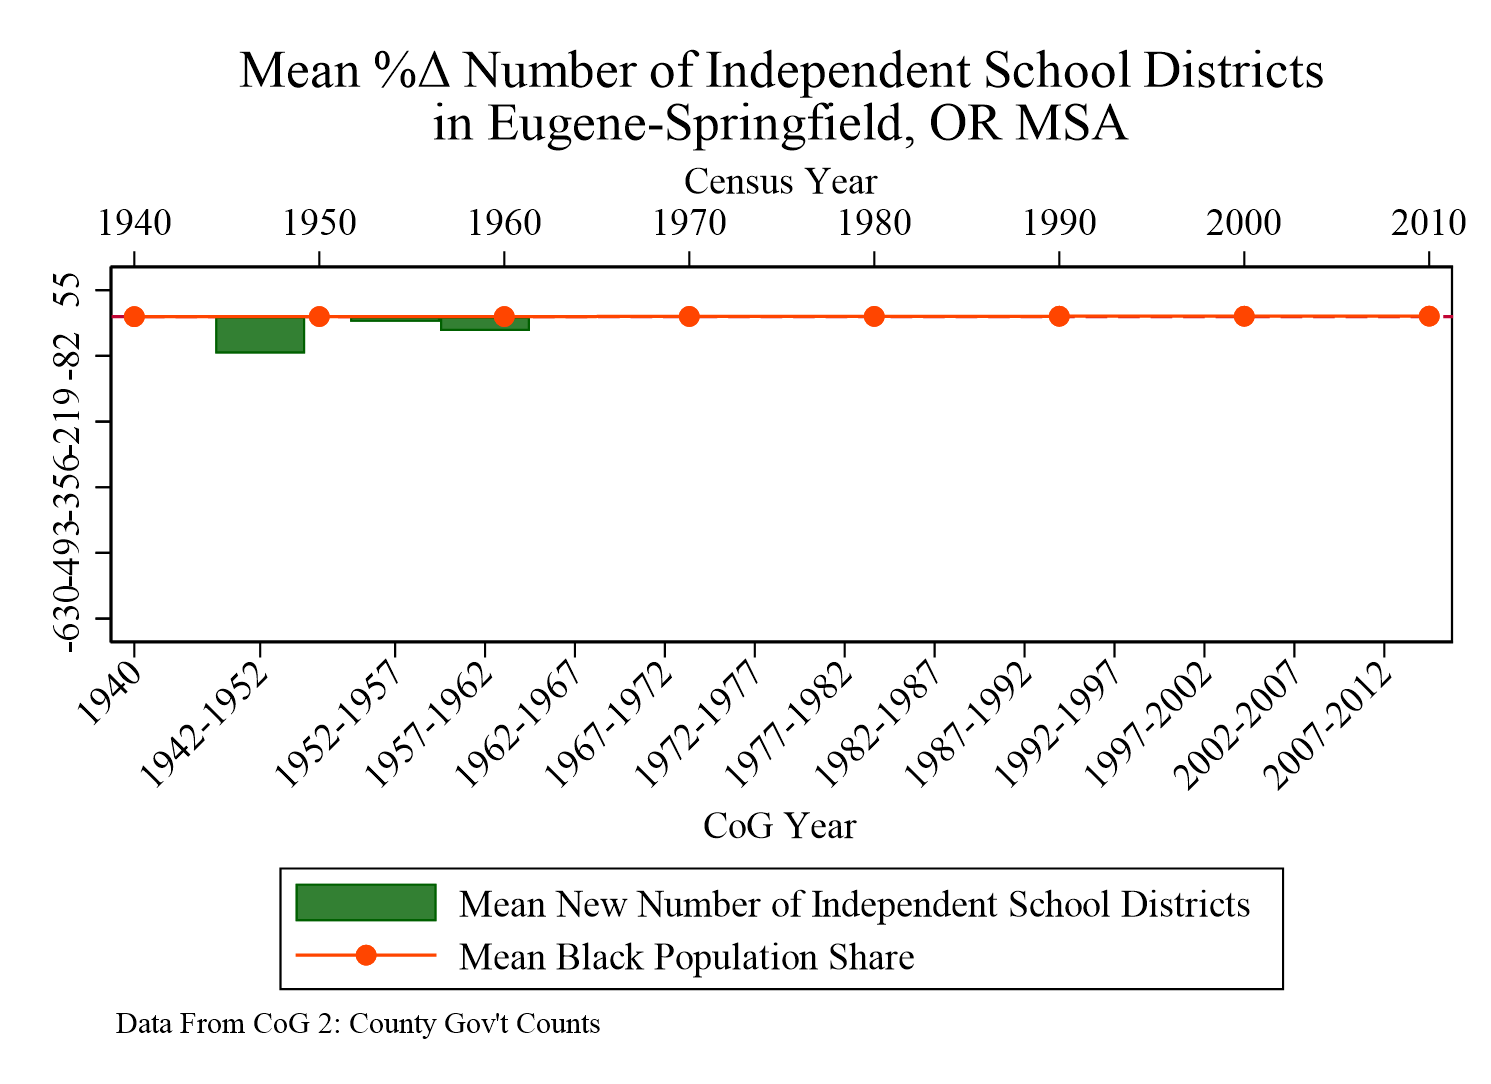 Mean %Δ Number of Independent School Districts
in Eugene-Springfield, OR MSA
Census Year
1940 1950 1960 1970 1980 1990 2000 2010
55
-82
-219
-356
-493
-630
1940 1942-1952 1952-1957 1957-1962 1962-1967 1967-1972 1972-1977 1977-1982 1982-1987 1987-1992 1992-1997 1997-2002 2002-2007 2007-2012
CoG Year
Mean New Number of Independent School Districts
Mean Black Population Share
Data From CoG 2: County Gov't Counts